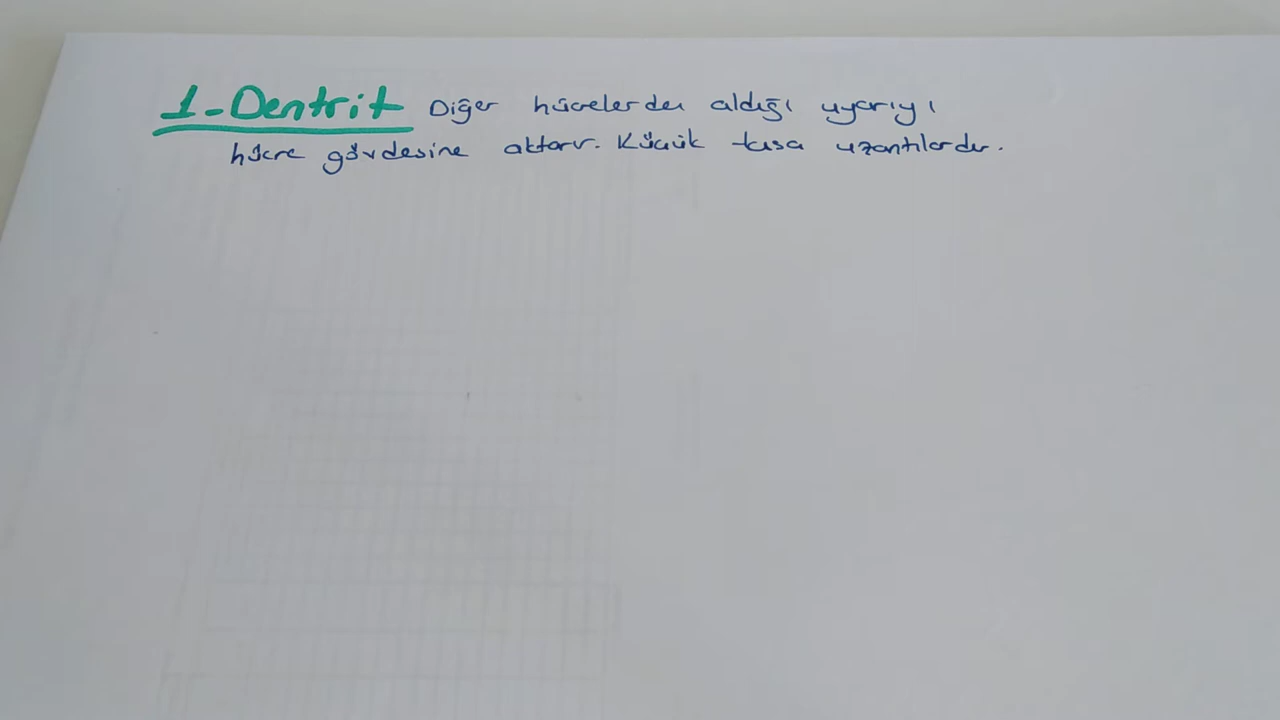 1-Dentrit Diğer hücrelerden aldığı uyarıyı
hücre gövdesine aktarır. Küçük kısa uzantılardır.